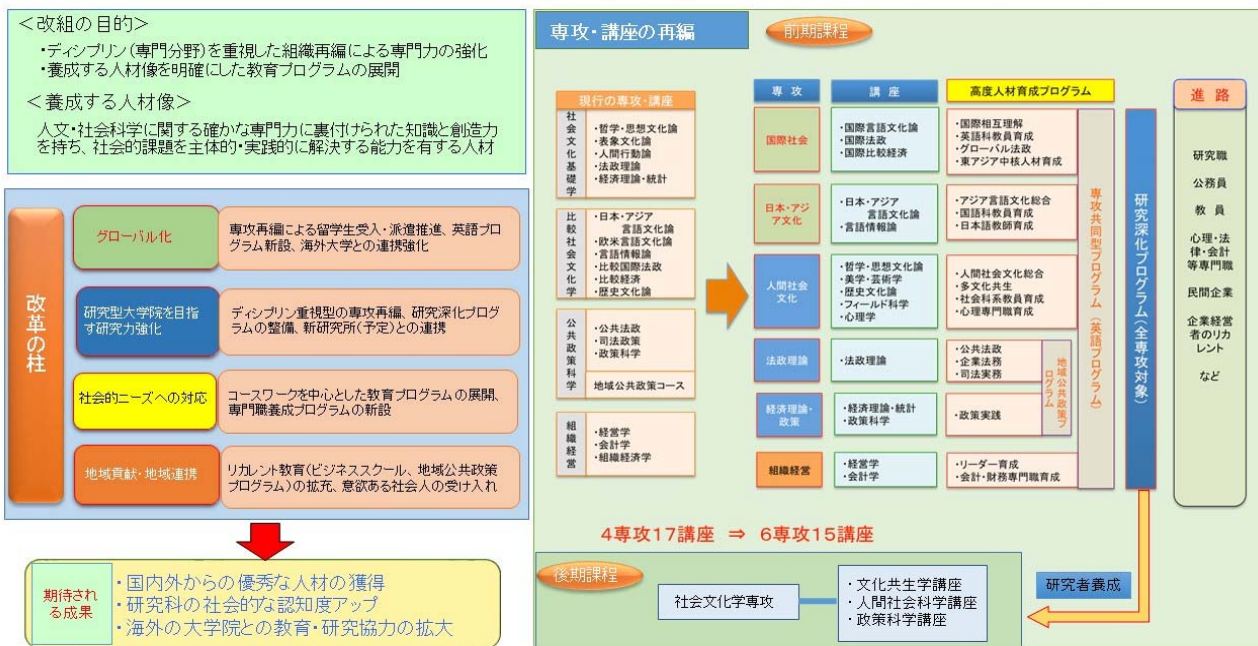 ＜改組の目的＞
・ディシプリン(専門分野)を重視した組織再編による専門力の強化
・養成する人材像を明確にした教育プログラムの展開
＜養成する人材像＞
人文・社会科学に関する確かな専門力に裏付けられた知識と創造力
を持ち、社会的課題を主体的・実践的に解決する能力を有する人材
改革の柱
グローバル化
専攻再編による留学生受入・派遣推進、英語プロ
グラム新設、海外大学との連携強化
研究型大学院を目指
す研究力強化
ディシプリン重視型の専攻再編、研究深化プログ
ラムの整備、新研究所(予定)との連携
社会的ニーズへの対応
コースワークを中心とした教育プログラムの展開、
専門職養成プログラムの新設
地域貢献・地域連携
リカレント教育(ビジネススクール、地域公共政策
プログラム)の拡充、意欲ある社会人の受け入れ
期待され
る成果
・国内外からの優秀な人材の獲得
・研究科の社会的な認知度アップ
・海外の大学院との教育・研究協力の拡大
専攻・講座の再編
前期課程
現行の専攻・講座
社会文化基礎学
・哲学・思想文化論
・表象文化論
・人間行動論
・法政理論
・経済理論・統計
比較社会文化学
・日本・アジア
言語文化論
・欧米言語文化論
・言語情報論
・比較国際法政
・比較経済
・歴史文化論
公共政策科学
・公共法政
・司法政策
・政策科学
地域公共政策コース
組織経営
・経営学
・会計学
・組織経済学
専攻
講座
高度人材育成プログラム
国際社会
・国際言語文化論
・国際法政
・国際比較経済
・国際相互理解
・英語科教員育成
・グローバル法政
・東アジア中核人材育成
日本・アジ
ア文化
・日本・アジア
言語文化論
・言語情報論
・アジア言語文化総合
・国語科教員育成
・日本語教師育成
人間社会
文化
・哲学・思想文化論
・美学・芸術学
・歴史文化論
・フィールド科学
・心理学
・人間社会文化総合
・多文化共生
・社会科系教員育成
・心理専門職育成
法政理論
・法政理論
・公共法政
・企業法務
・司法実務
経済理論・
政策
・経済理論・統計
・政策科学
・政策実践
地域公共政策プ
ログラム
組織経営
・経営学
・会計学
・リーダー育成
・会計・財務専門職育成
専攻共同型プログラム（英語プログラム）
研究深化プログラム（全専攻対象）
進路
研究職
公務員
教員
心理・法
律・会計
等専門職
民間企業
企業経営
者のリカ
レント
など
4専攻17講座 ⇒ 6専攻15講座
後期課程
社会文化学専攻
・文化共生学講座
・人間社会科学講座
・政策科学講座
研究者養成